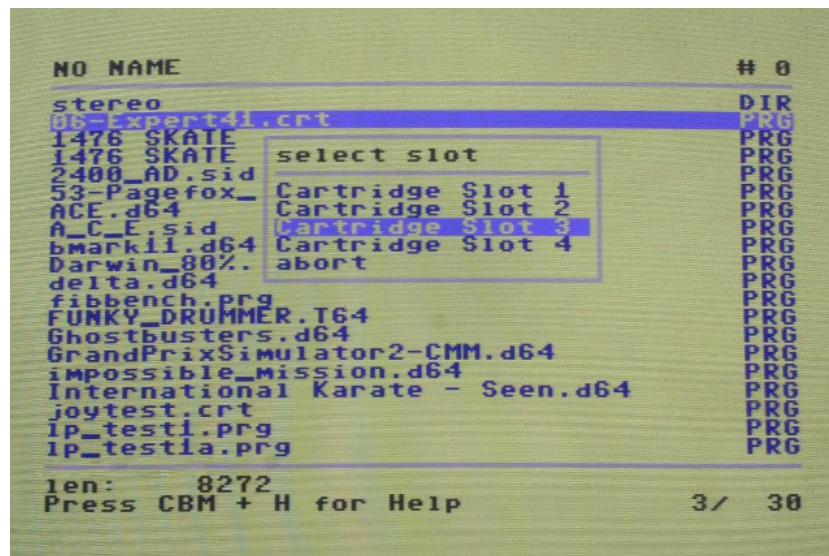 NO NAME # 0
stereo DIR
06-Expert41.crt PRG
1476 SKATE PRG
1476 SKATE PRG
2400_AD.sid PRG
53-Pagefox_ PRG
ACE.d64 PRG
A_C_E.sid PRG
bmark11.d64 PRG
Darwin_80%. PRG
delta.d64 PRG
fibbench.prg PRG
FUNKY_DRUMMER.T64 PRG
Ghostbusters.d64 PRG
GrandPrixSimulator2-CMM.d64 PRG
impossible_mission.d64 PRG
International Karate - Seen.d64 PRG
joytest.crt PRG
lp_test1.prg PRG
lp_test1a.prg PRG
select slot
Cartridge Slot 1
Cartridge Slot 2
Cartridge Slot 3
Cartridge Slot 4
abort
len: 8272
Press CBM + H for Help 3/ 30